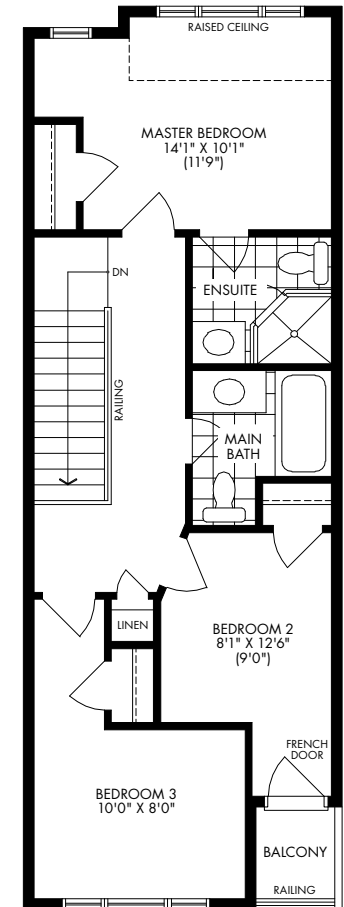 RAISED CEILING
MASTER BEDROOM
14'1" X 10'1"
(11'9")
DN
ENSUITE
RAILING
MAIN
BATH
LINEN
BEDROOM 2
8'1" X 12'6"
(9'0")
FRENCH
DOOR
BEDROOM 3
10'0" X 8'0"
BALCONY
RAILING